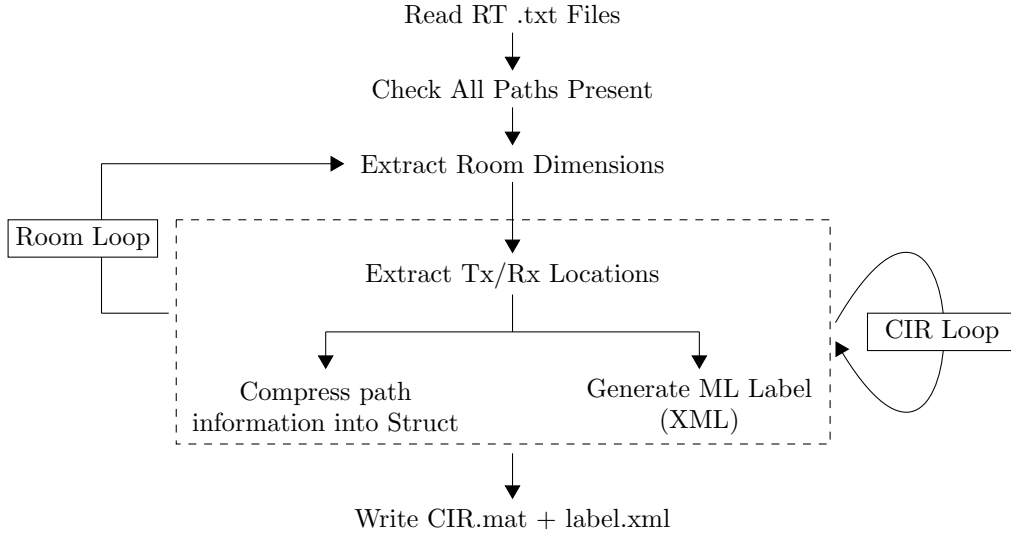 Read RT .txt Files
Check All Paths Present
Extract Room Dimensions
Room Loop
Extract Tx/Rx Locations
CIR Loop
Compress path
information into Struct
Generate ML Label
(XML)
Write CIR.mat + label.xml